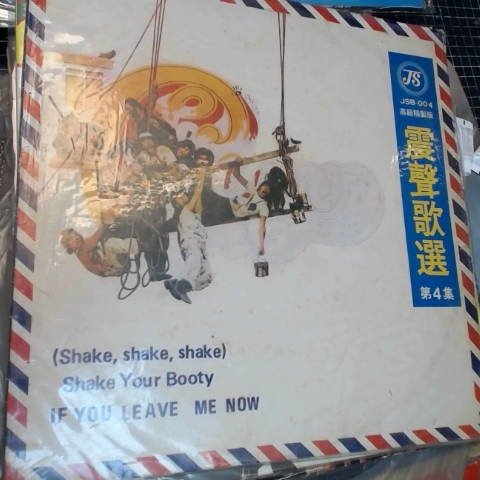 JS
JSB-004
高級精製版
震聲歌選
第4集
(Shake, shake, shake)
Shake Your Booty
IF YOU LEAVE ME NOW